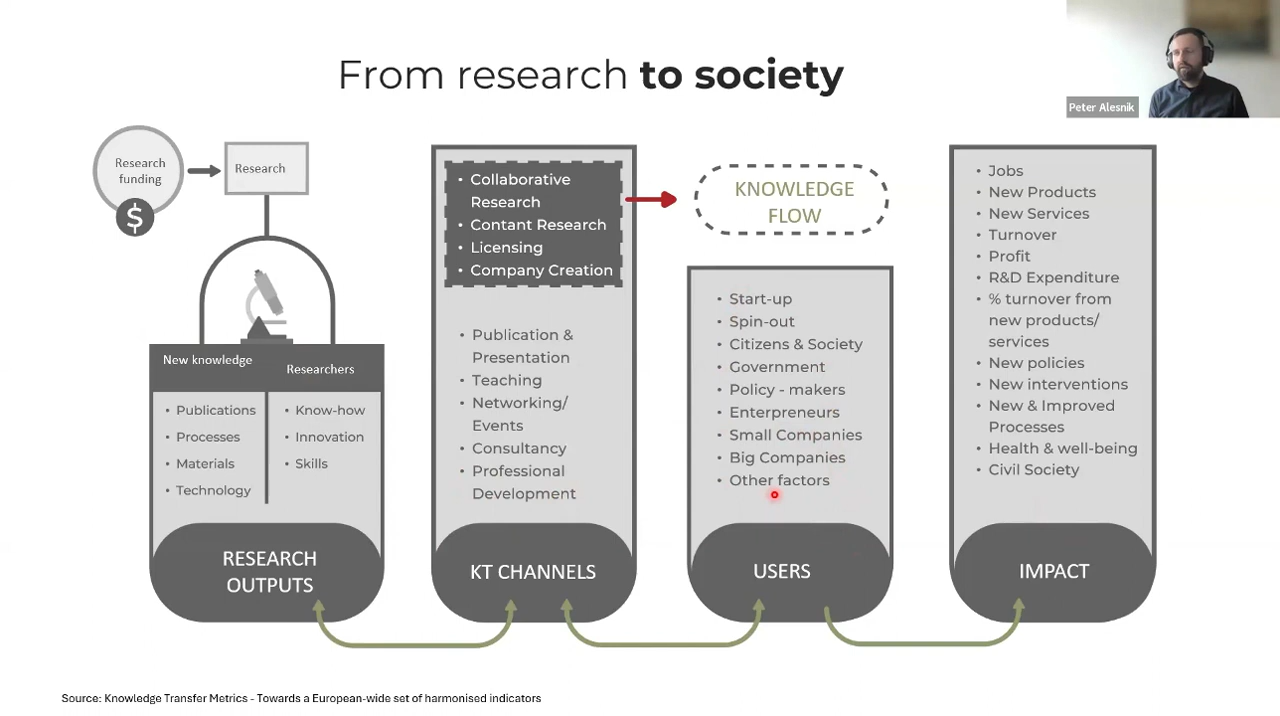 From research to society
Peter Alesnik
Research
funding
$
Research
New knowledge
Researchers
• Publications
• Processes
• Materials
• Technology
• Know-how
• Innovation
• Skills
RESEARCH
OUTPUTS
• Collaborative
Research
• Contant Research
• Licensing
• Company Creation
• Publication &
Presentation
• Teaching
• Networking/
Events
• Consultancy
• Professional
Development
KT CHANNELS
KNOWLEDGE
FLOW
• Start-up
• Spin-out
• Citizens & Society
• Government
• Policy - makers
• Enterpreneurs
• Small Companies
• Big Companies
• Other factors
USERS
• Jobs
• New Products
• New Services
• Turnover
• Profit
• R&D Expenditure
• % turnover from
new products/
services
• New policies
• New interventions
• New & Improved
Processes
• Health & well-being
• Civil Society
IMPACT
Source: Knowledge Transfer Metrics - Towards a European-wide set of harmonised indicators